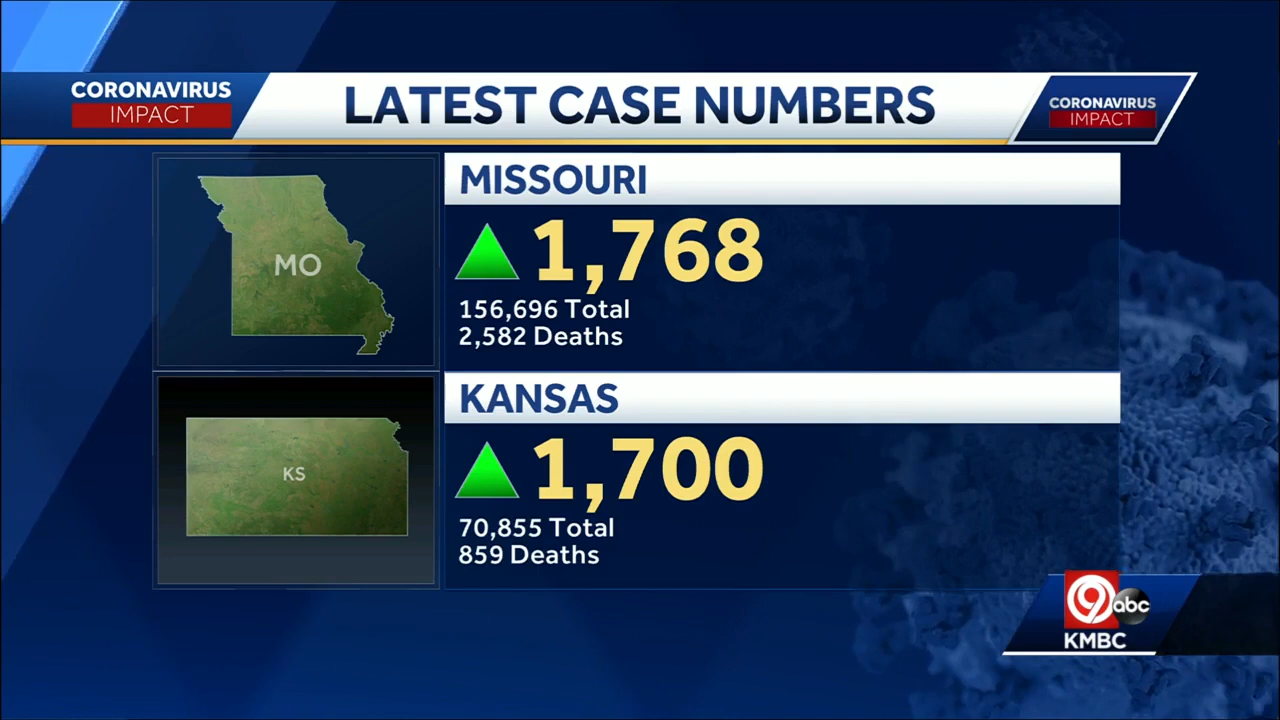 CORONAVIRUS
IMPACT
LATEST CASE NUMBERS
CORONAVIRUS
IMPACT
MO
MISSOURI
1,768
156,696 Total
2,582 Deaths
KS
KANSAS
1,700
70,855 Total
859 Deaths
9 abc
KMBC